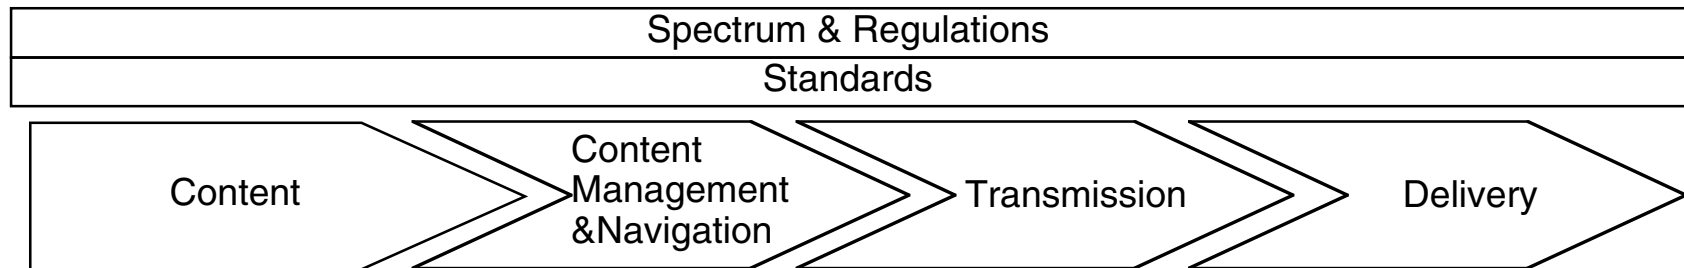 Spectrum & Regulations
Standards
Content
Content
Management
&Navigation
Transmission
Delivery